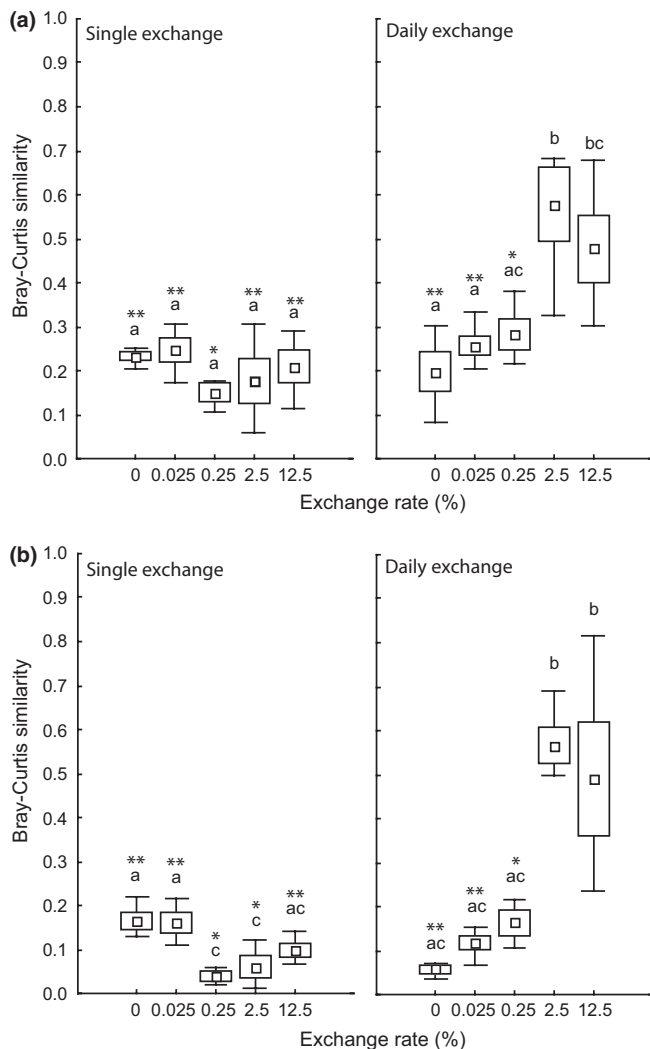 (a)
Single exchange
Daily exchange
Bray-Curtis similarity
1.0
0.9
0.8
0.7
0.6
0.5
0.4
0.3
0.2
0.1
0.0
** ** * ** **
a a a a a
** ** *
a a ac b bc
0 0.025 0.25 2.5 12.5
0 0.025 0.25 2.5 12.5
Exchange rate (%)
(b)
Single exchange
Daily exchange
Bray-Curtis similarity
1.0
0.9
0.8
0.7
0.6
0.5
0.4
0.3
0.2
0.1
0.0
** ** * * **
a a c c ac
** ** *
ac ac ac b b
0 0.025 0.25 2.5 12.5
0 0.025 0.25 2.5 12.5
Exchange rate (%)